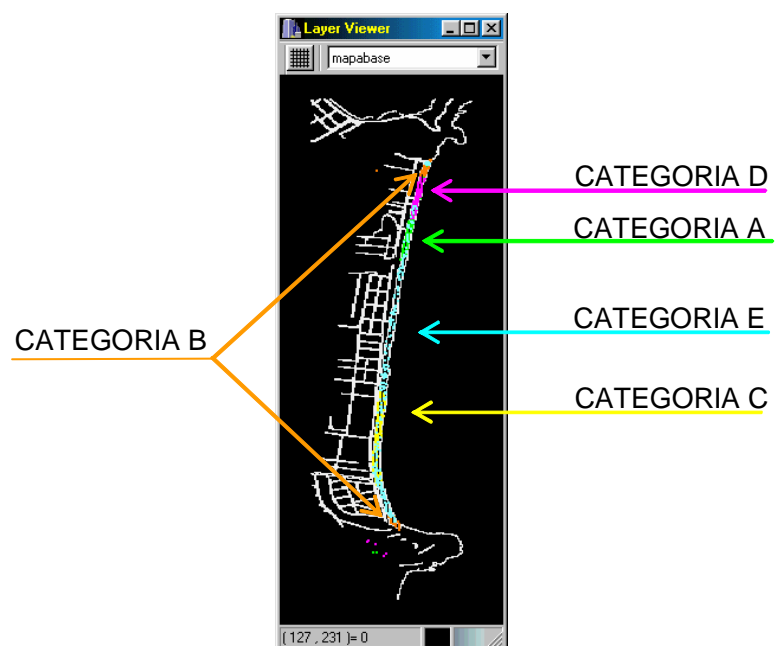 Layer Viewer
mapabase
CATEGORIA D
CATEGORIA A
CATEGORIA E
CATEGORIA B
CATEGORIA C
( 127 , 231 )= 0